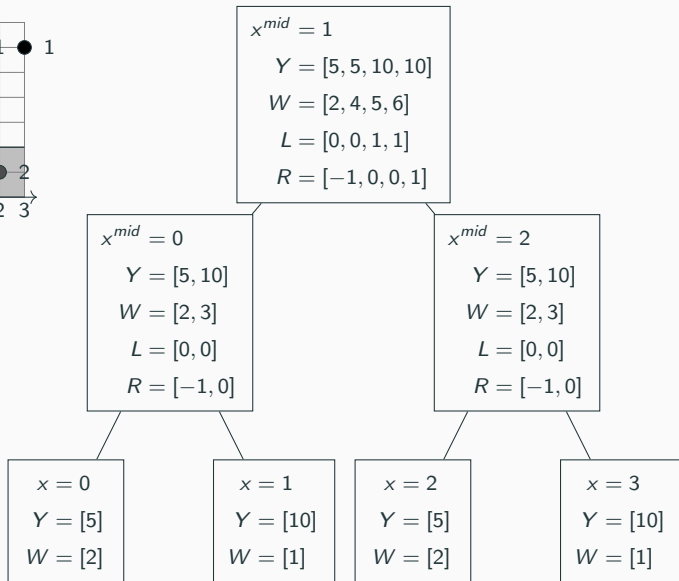 1 1
2
2 3
x^mid = 1
Y = [5, 5, 10, 10]
W = [2, 4, 5, 6]
L = [0, 0, 1, 1]
R = [−1, 0, 0, 1]
x^mid = 0
Y = [5, 10]
W = [2, 3]
L = [0, 0]
R = [−1, 0]
x^mid = 2
Y = [5, 10]
W = [2, 3]
L = [0, 0]
R = [−1, 0]
x = 0
Y = [5]
W = [2]
x = 1
Y = [10]
W = [1]
x = 2
Y = [5]
W = [2]
x = 3
Y = [10]
W = [1]